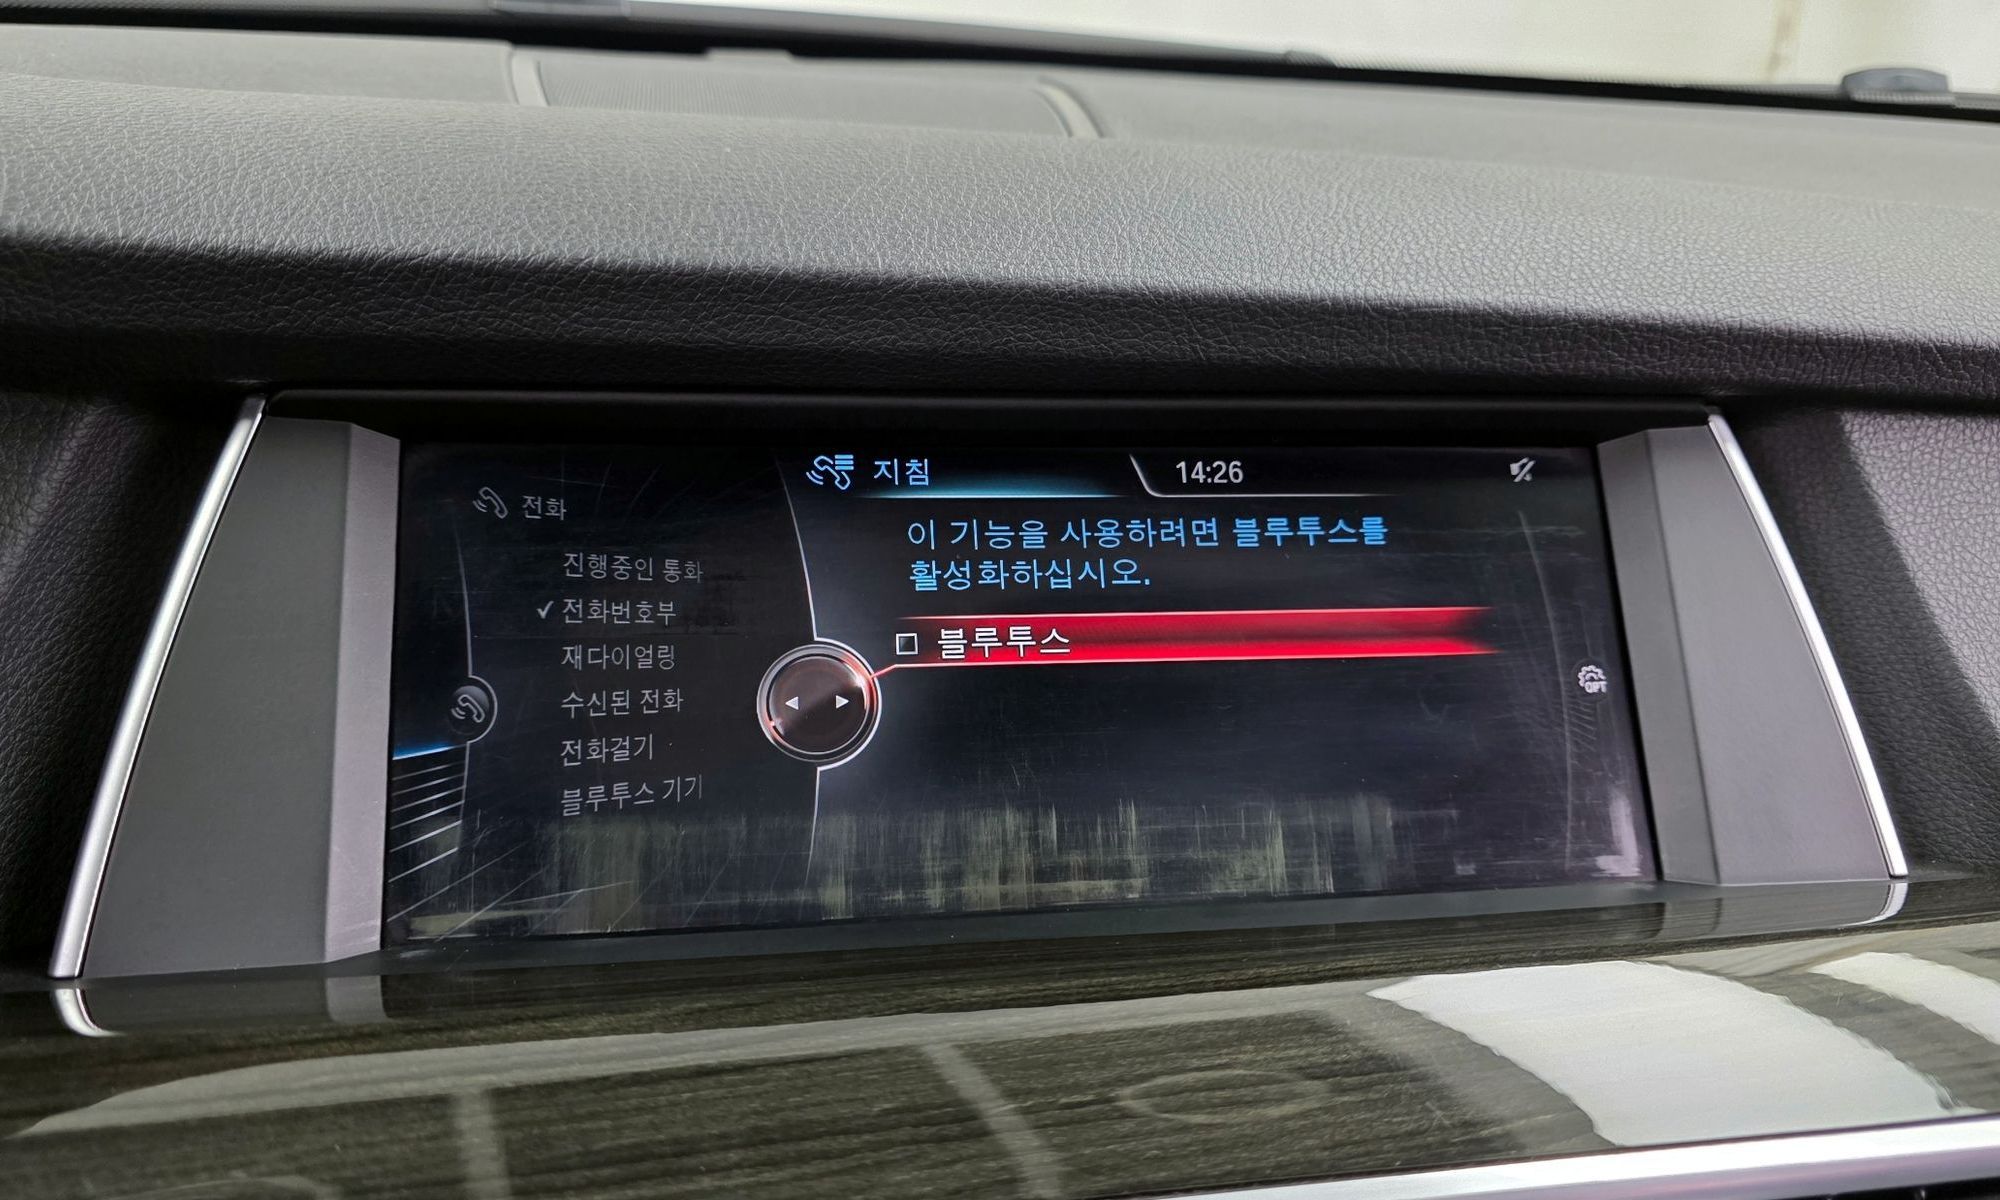 지침
14:26
전화
이 기능을 사용하려면 블루투스를
활성화하십시오.
진행중인 통화
✓ 전화번호부
재다이얼링
수신된 전화
전화걸기
블루투스 기기
블루투스
OPT